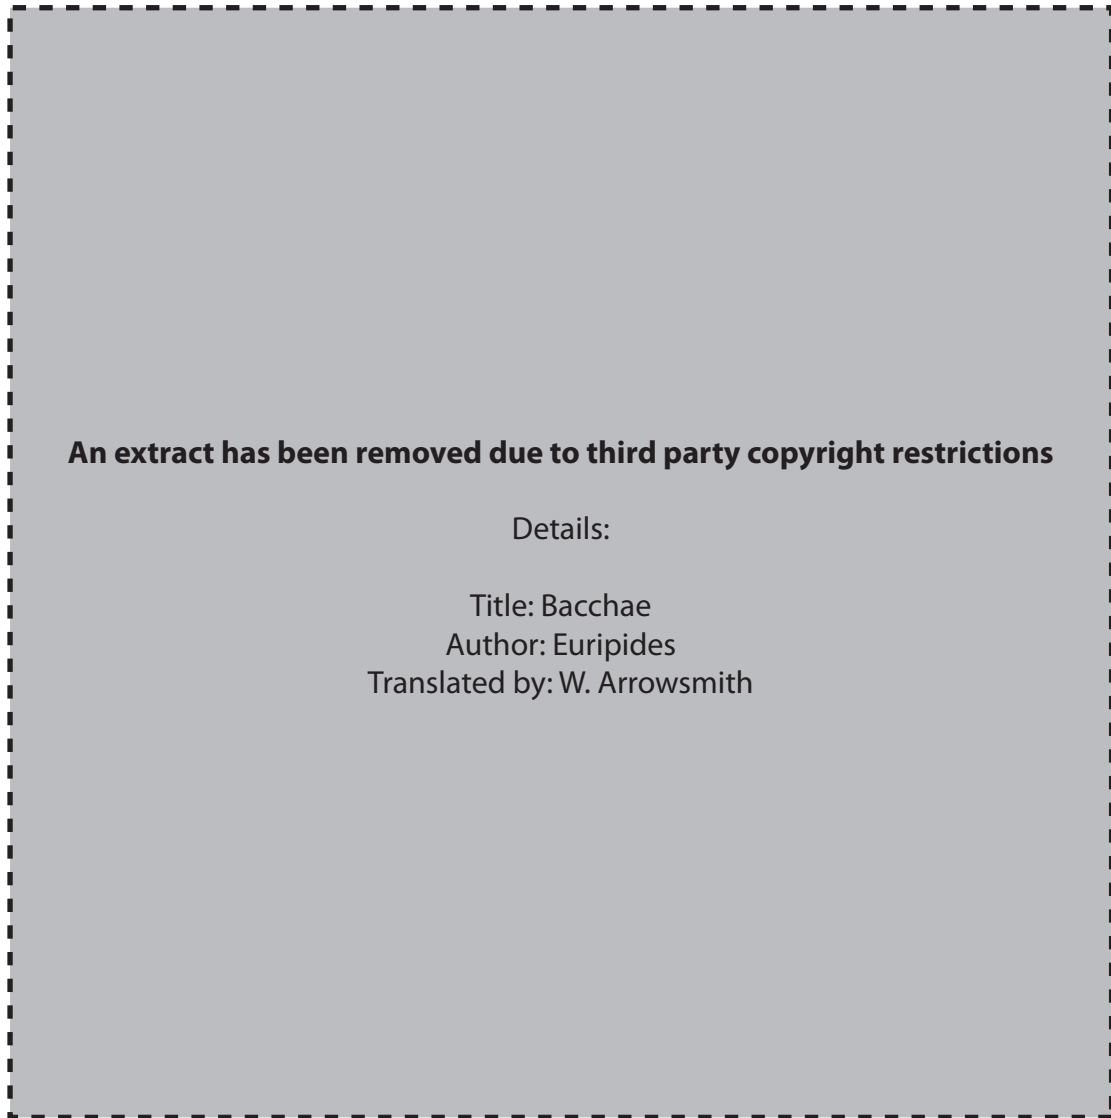 An extract has been removed due to third party copyright restrictions
Details:
Title: Bacchae
Author: Euripides
Translated by: W. Arrowsmith